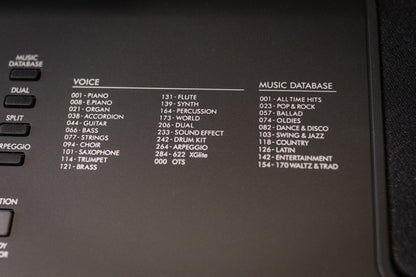 MUSIC
DATABASE
DUAL
SPLIT
ARPEGGIO
VOICE
001 - PIANO
008 - E.PIANO
021 - ORGAN
038 - ACCORDION
044 - GUITAR
066 - BASS
077 - STRINGS
094 - CHOIR
101 - SAXOPHONE
114 - TRUMPET
121 - BRASS
131 - FLUTE
139 - SYNTH
164 - PERCUSSION
173 - WORLD
206 - DUAL
233 - SOUND EFFECT
242 - DRUM KIT
264 - ARPEGGIO
284 - 622 XGlite
000 OTS
MUSIC DATABASE
001 - ALL TIME HITS
023 - POP & ROCK
057 - BALLAD
074 - OLDIES
082 - DANCE & DISCO
103 - SWING & JAZZ
118 - COUNTRY
126 - LATIN
142 - ENTERTAINMENT
154 - 170 WALTZ & TRAD